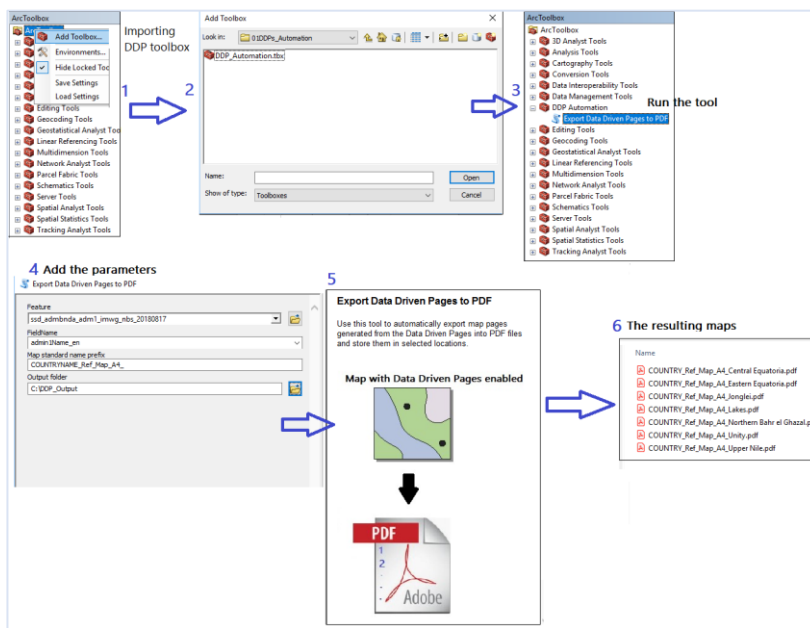 ArcToolbox
ArcToolbox
Add Toolbox...
Environments...
Hide Locked Toc
Save Settings
Load Settings
Editing Tools
Geocoding Tools
Geostatistical Analyst Too
Linear Referencing Tools
Multidimension Tools
Network Analyst Tools
Parcel Fabric Tools
Schematics Tools
Server Tools
Spatial Analyst Tools
Spatial Statistics Tools
Tracking Analyst Tools
Importing
DDP toolbox
1
2
Add Toolbox
Look in:
01DDPs_Automation
DDP_Automation.tbx
Name:
Open
Show of type:
Toolboxes
Cancel
3
ArcToolbox
ArcToolbox
3D Analyst Tools
Analysis Tools
Cartography Tools
Conversion Tools
Data Interoperability Tools
Data Management Tools
DDP Automation
Export Data Driven Pages to PDF
Editing Tools
Geocoding Tools
Geostatistical Analyst Tools
Linear Referencing Tools
Multidimension Tools
Network Analyst Tools
Parcel Fabric Tools
Schematics Tools
Server Tools
Spatial Analyst Tools
Spatial Statistics Tools
Tracking Analyst Tools
Run the tool
4 Add the parameters
Export Data Driven Pages to PDF
Feature
ssd_admbnda_adm1_imwg_nbs_20180817
FieldName
admin1Name_en
Map standard name prefix
COUNTRYNAME_Ref_Map_A4_
Output folder
C:\DDP_Output
5
Export Data Driven Pages to PDF
Use this tool to automatically export map pages
generated from the Data Driven Pages into PDF files
and store them in selected locations.
Map with Data Driven Pages enabled
PDF
1
2
Adobe
6 The resulting maps
Name
COUNTRY_Ref_Map_A4_Central Equatoria.pdf
COUNTRY_Ref_Map_A4_Eastern Equatoria.pdf
COUNTRY_Ref_Map_A4_Jonglei.pdf
COUNTRY_Ref_Map_A4_Lakes.pdf
COUNTRY_Ref_Map_A4_Northern Bahr el Ghazal.p
COUNTRY_Ref_Map_A4_Unity.pdf
COUNTRY_Ref_Map_A4_Upper Nile.pdf